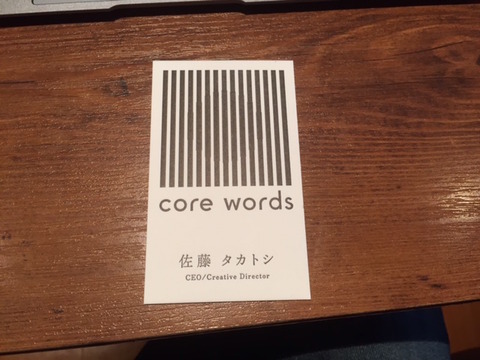 core words
佐藤 タカトシ
CEO/Creative Director